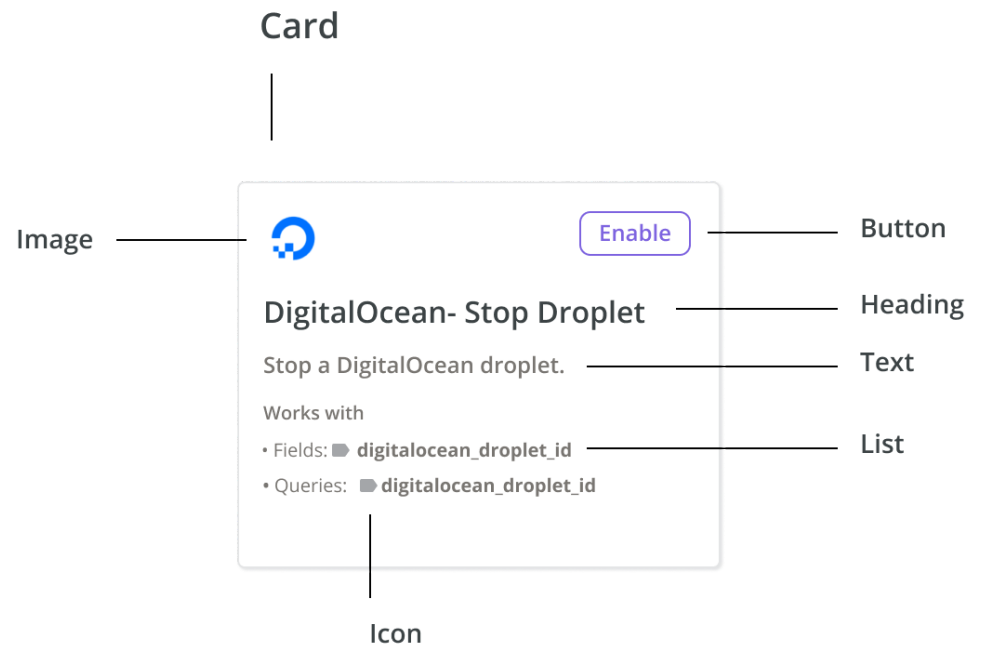 Card
Image
Enable
Button
DigitalOcean- Stop Droplet
Heading
Stop a DigitalOcean droplet.
Text
Works with
• Fields: digitalocean_droplet_id
List
• Queries: digitalocean_droplet_id
Icon